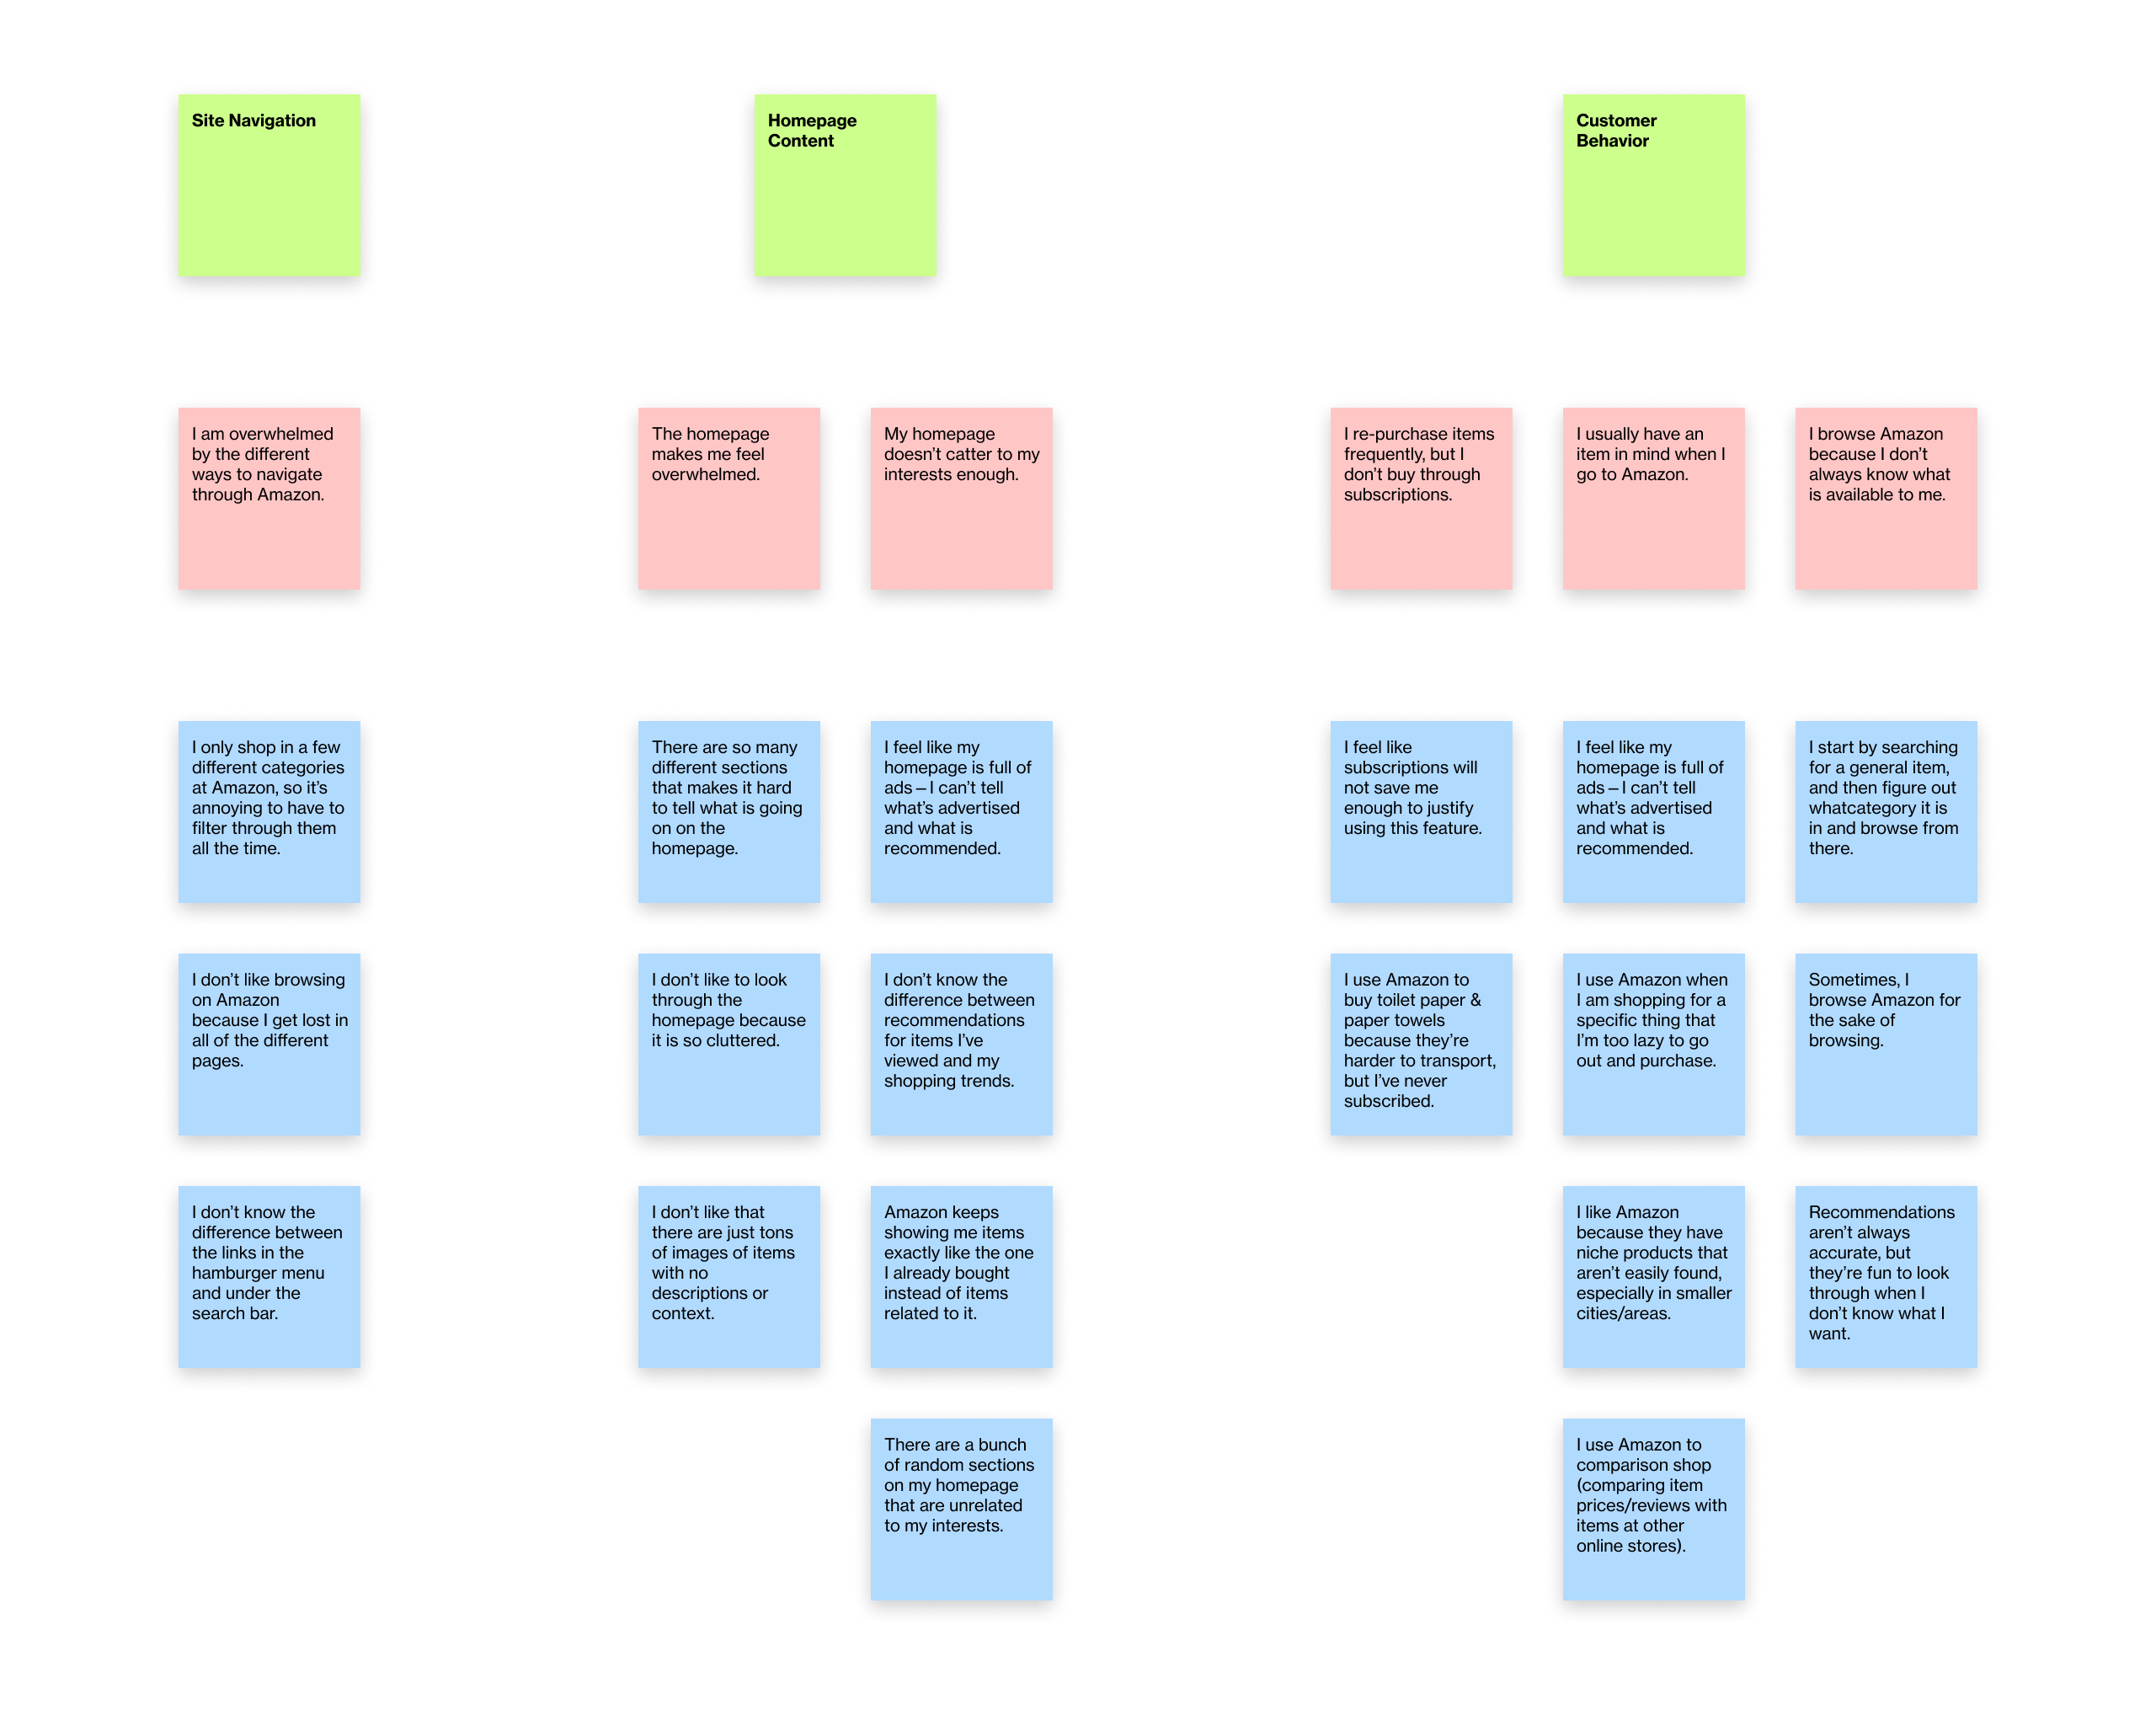 Site Navigation
Homepage
Content
Customer
Behavior
I am overwhelmed
by the different
ways to navigate
through Amazon.
The homepage
makes me feel
overwhelmed.
My homepage
doesn’t catter to my
interests enough.
I re-purchase items
frequently, but I
don’t buy through
subscriptions.
I usually have an
item in mind when I
go to Amazon.
I browse Amazon
because I don’t
always know what
is available to me.
I only shop in a few
different categories
at Amazon, so it’s
annoying to have to
filter through them
all the time.
There are so many
different sections
that makes it hard
to tell what is going
on on the
homepage.
I feel like my
homepage is full of
ads – I can’t tell
what’s advertised
and what is
recommended.
I feel like
subscriptions will
not save me
enough to justify
using this feature.
I feel like my
homepage is full of
ads – I can’t tell
what’s advertised
and what is
recommended.
I start by searching
for a general item,
and then figure out
whatcategory it is
in and browse from
there.
I don’t like browsing
on Amazon
because I get lost in
all of the different
pages.
I don’t like to look
through the
homepage because
it is so cluttered.
I don’t know the
difference between
recommendations
for items I’ve
viewed and my
shopping trends.
I use Amazon to
buy toilet paper &
paper towels
because they’re
harder to transport,
but I’ve never
subscribed.
I use Amazon when
I am shopping for a
specific thing that
I’m too lazy to go
out and purchase.
Sometimes, I
browse Amazon for
the sake of
browsing.
I don’t know the
difference between
the links in the
hamburger menu
and under the
search bar.
I don’t like that
there are just tons
of images of items
with no
descriptions or
context.
Amazon keeps
showing me items
exactly like the one
I already bought
instead of items
related to it.
I like Amazon
because they have
niche products that
aren’t easily found,
especially in smaller
cities/areas.
Recommendations
aren’t always
accurate, but
they’re fun to look
through when I
don’t know what I
want.
There are a bunch
of random sections
on my homepage
that are unrelated
to my interests.
I use Amazon to
comparison shop
(comparing item
prices/reviews with
items at other
online stores).